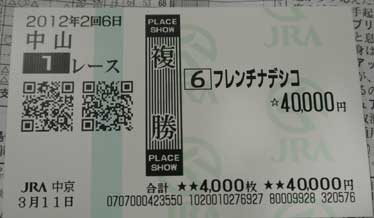 2012年2回6日
中山
1レース
PLACE SHOW
複勝
PLACE SHOW
6 フレンチナデシコ
☆40,000円
JRA
JRA 中京
3月11日
合計 ★★4,000枚 ★★40,000円
0707000423550 1020010276927 80009928 320576